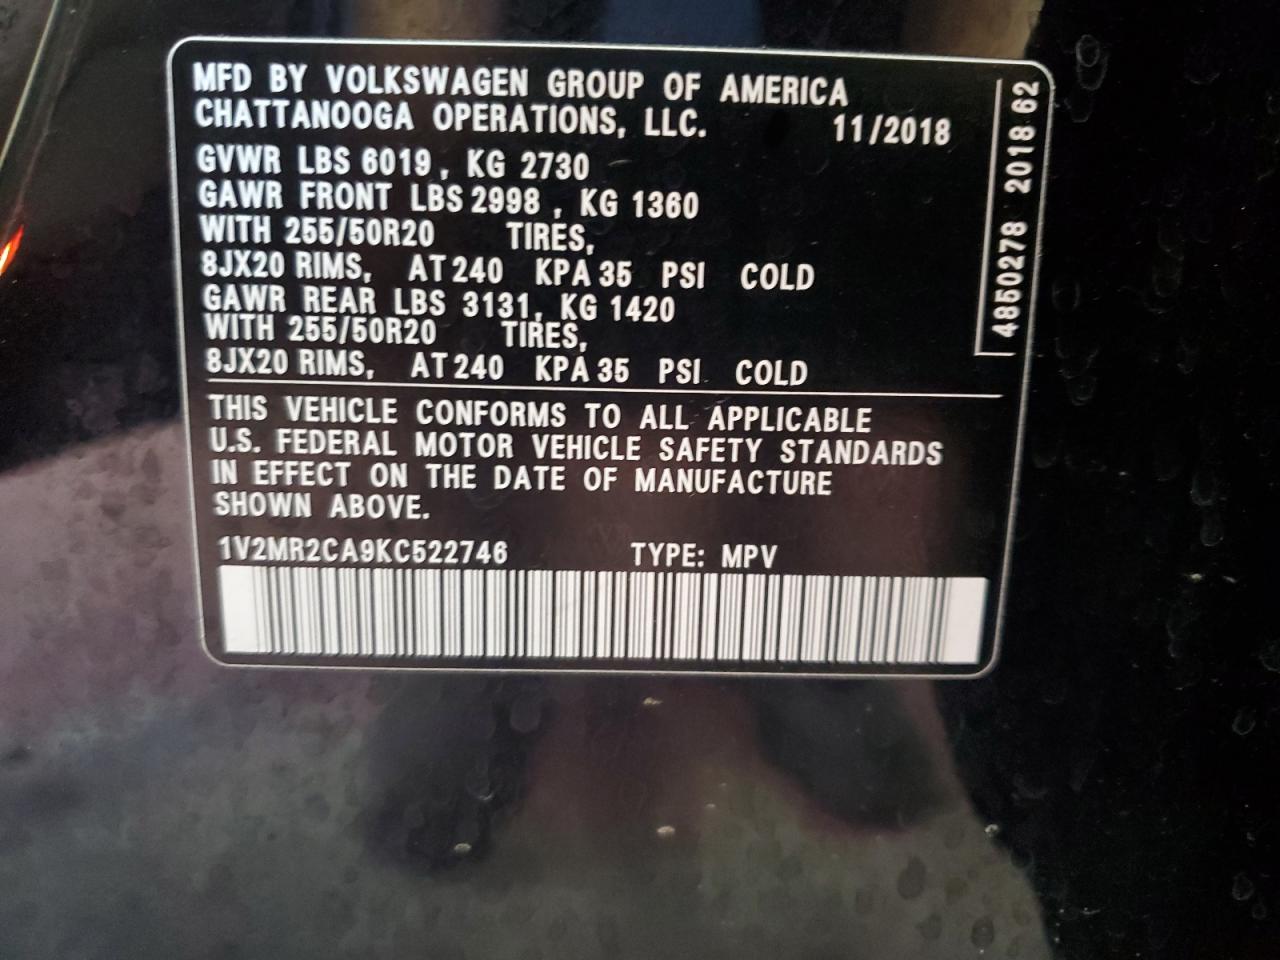 MFD BY VOLKSWAGEN GROUP OF AMERICA
CHATTANOOGA OPERATIONS, LLC. 11/2018
GVWR LBS 6019, KG 2730
GAWR FRONT LBS 2998, KG 1360
WITH 255/50R20 TIRES,
8JX20 RIMS, AT 240 KPA 35 PSI COLD
GAWR REAR LBS 3131, KG 1420
WITH 255/50R20 TIRES,
8JX20 RIMS, AT 240 KPA 35 PSI COLD
THIS VEHICLE CONFORMS TO ALL APPLICABLE
U.S. FEDERAL MOTOR VEHICLE SAFETY STANDARDS
IN EFFECT ON THE DATE OF MANUFACTURE
SHOWN ABOVE.
1V2MR2CA9KC522746 TYPE: MPV
4850278 2018 62